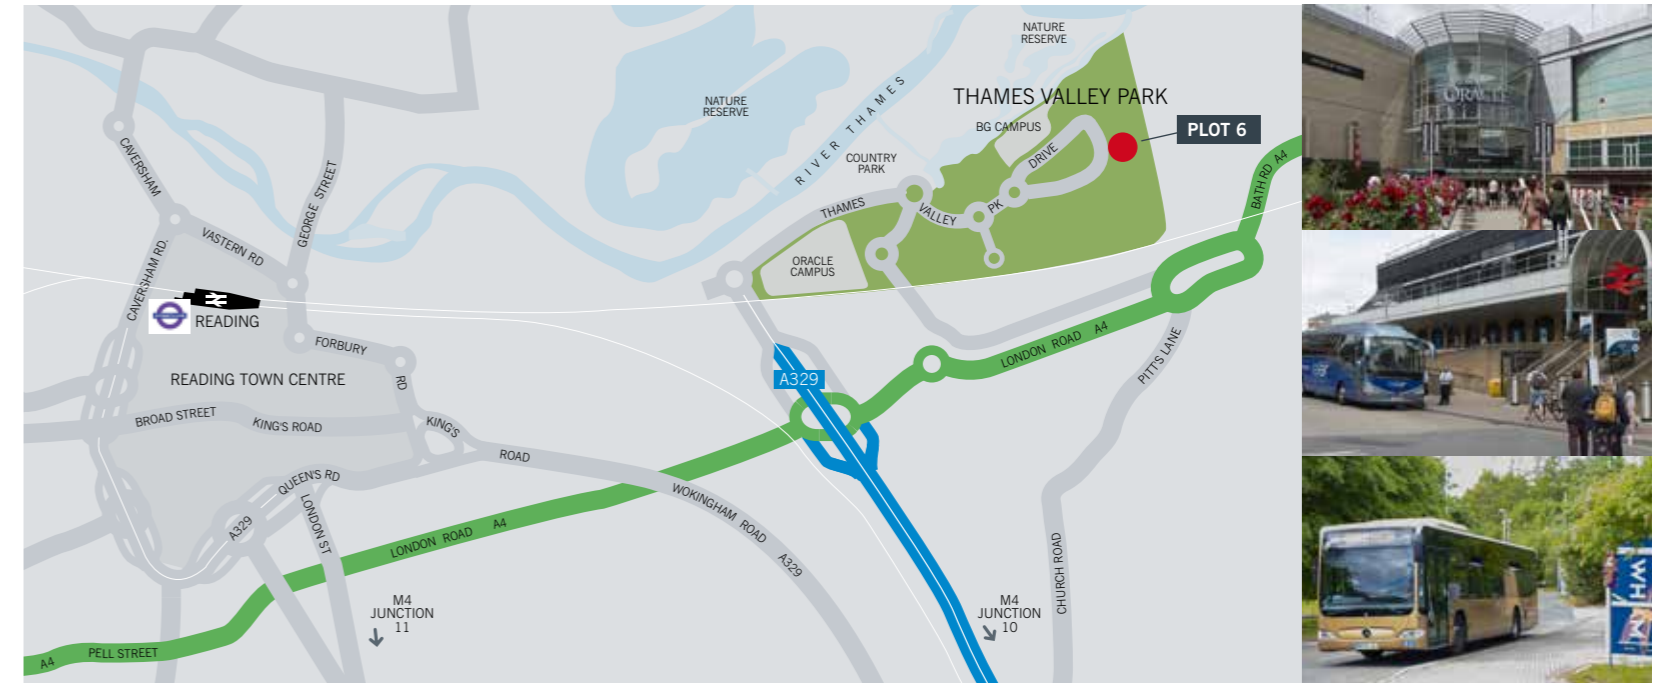 NATURE
RESERVE
THAMES VALLEY PARK
NATURE
RESERVE
RIVER THAMES
BG CAMPUS
PLOT 6
COUNTRY
PARK
DRIVE
BATH RD A4
CAVERSHAM
GEORGE STREET
THAMES
VALLEY
PK
VASTERN RD
CAVERSHAM RD.
ORACLE
CAMPUS
READING
FORBURY
RD
LONDON ROAD A4
PITT'S LANE
READING TOWN CENTRE
A329
BROAD STREET
KING'S ROAD
KING'S
ROAD
QUEEN'S RD
LONDON ST
A329
WOKINGHAM ROAD A329
LONDON ROAD A4
CHURCH ROAD
M4
JUNCTION
11
M4
JUNCTION
10
A4
PELL STREET
ORACLE
WH